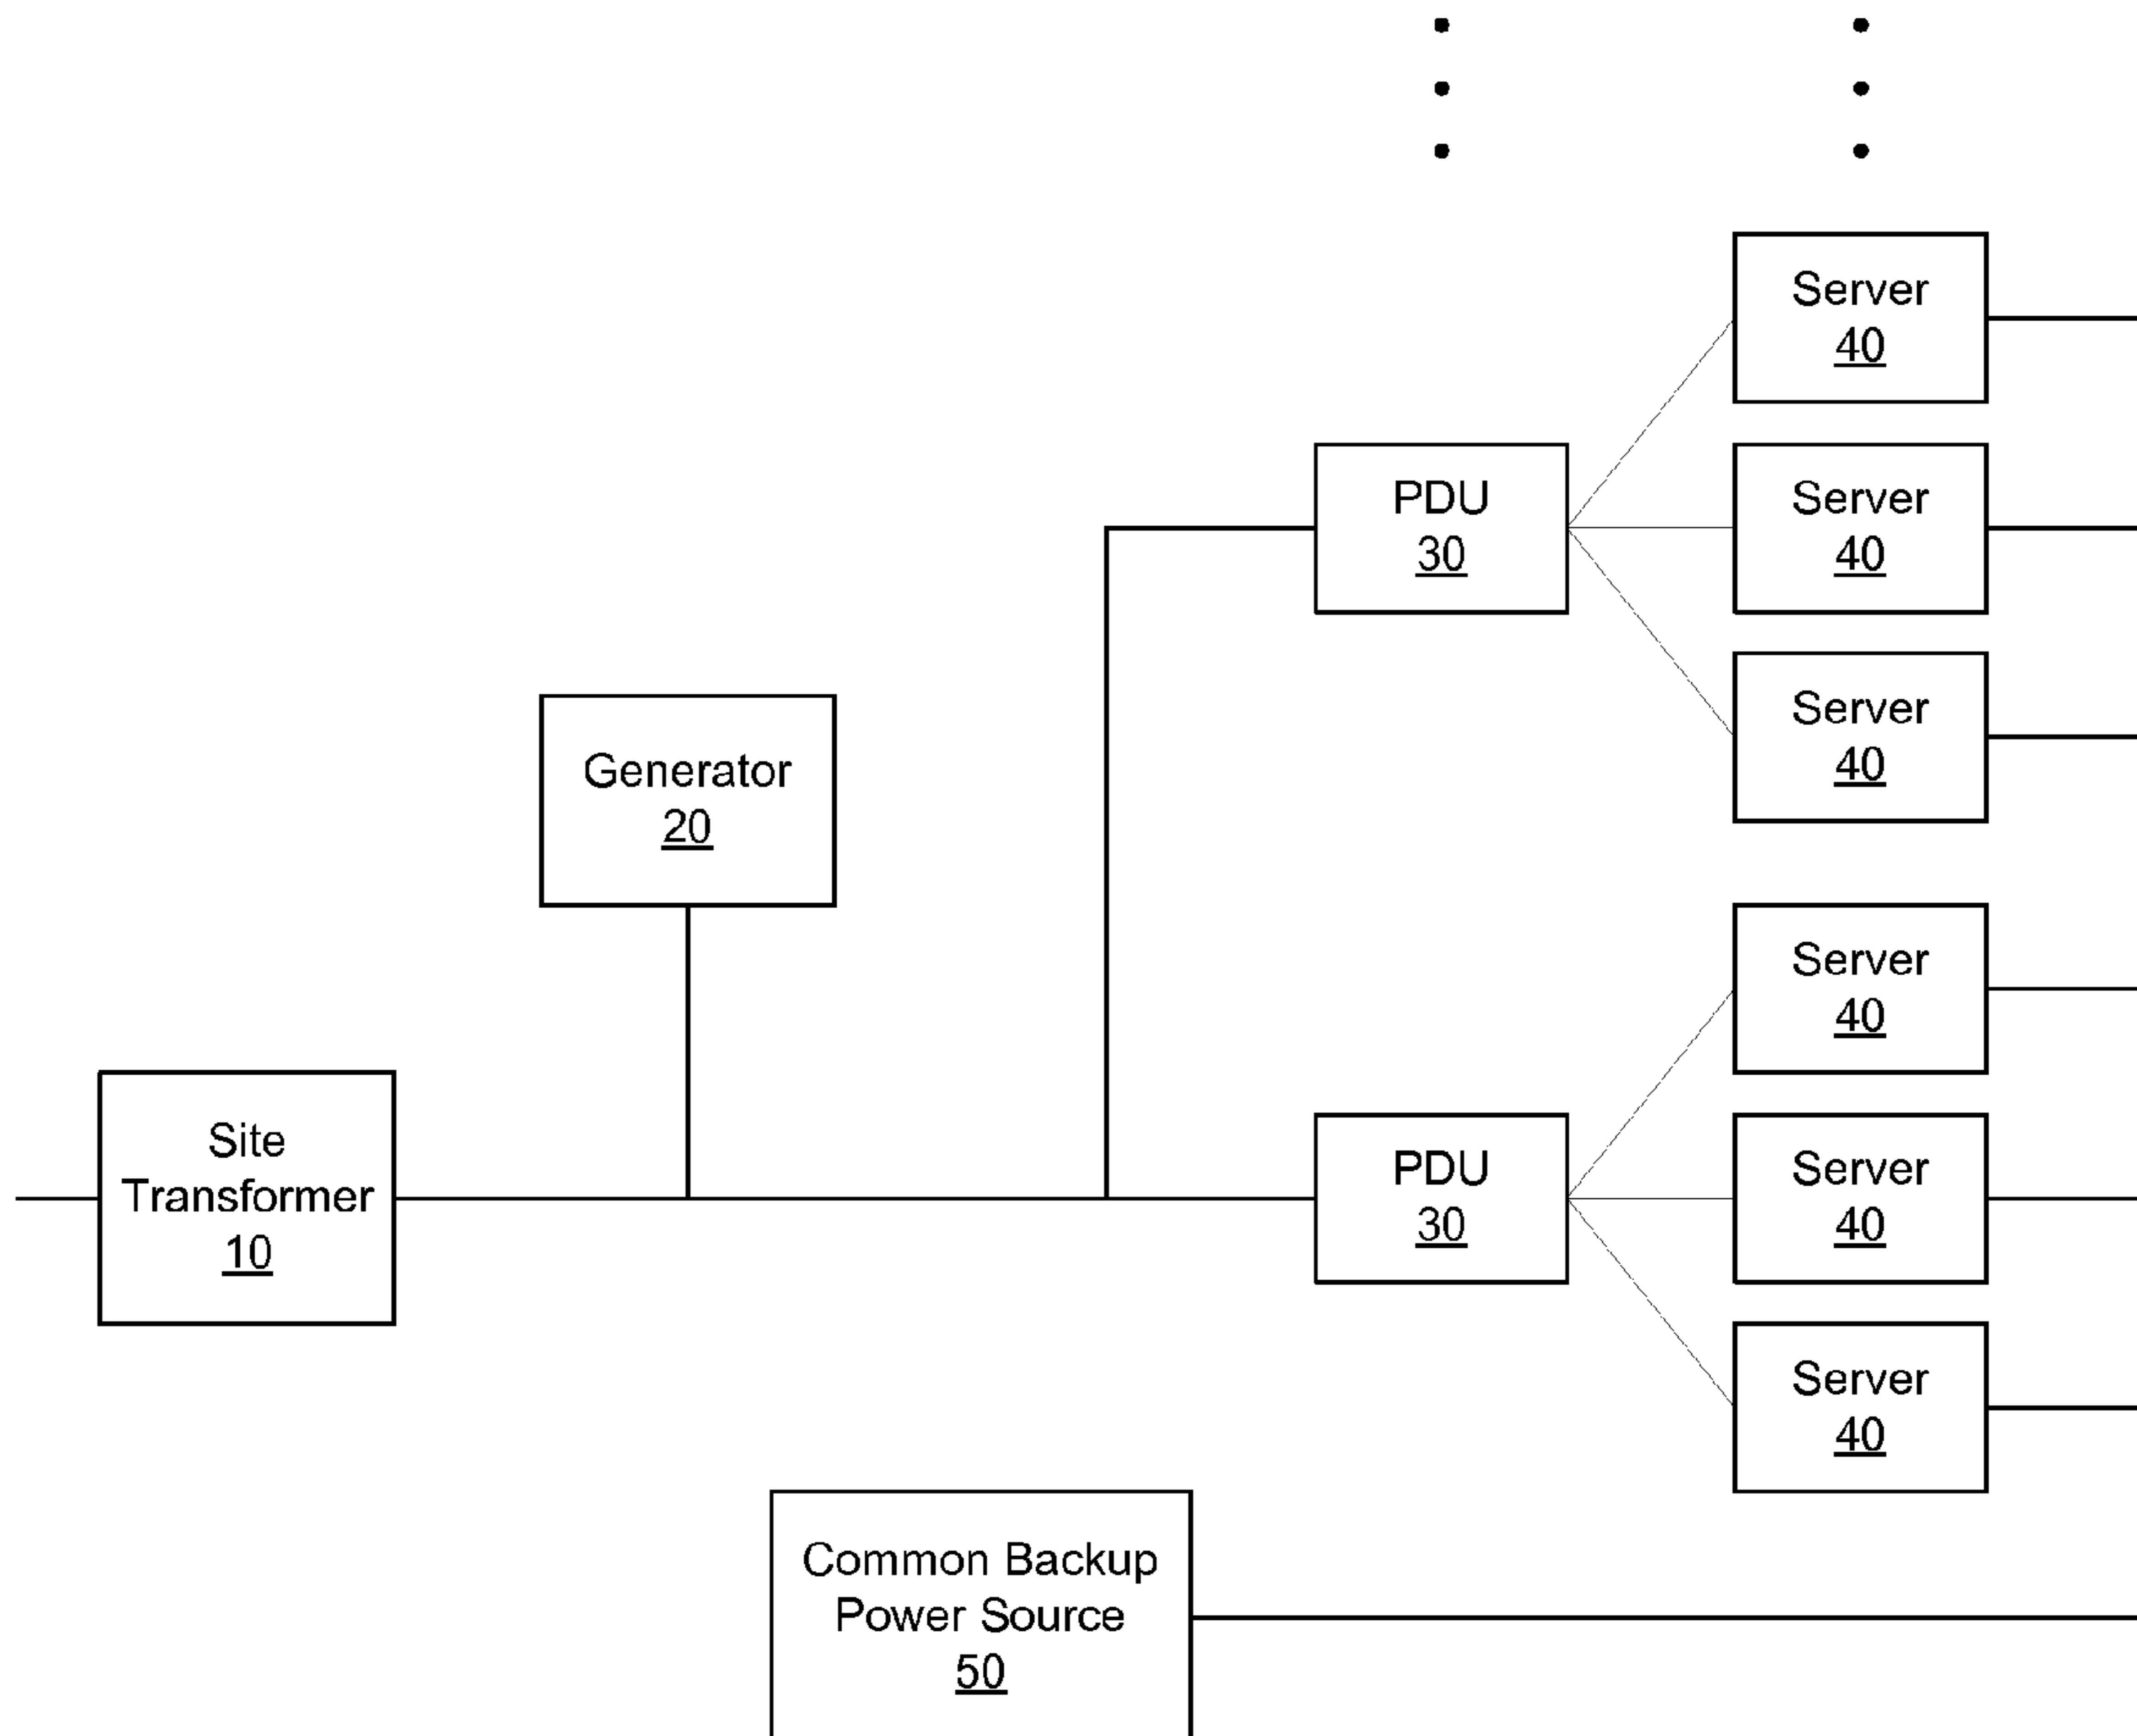 Server
40
PDU
30
Server
40
Server
40
Generator
20
Server
40
Site
Transformer
10
PDU
30
Server
40
Server
40
Common Backup
Power Source
50